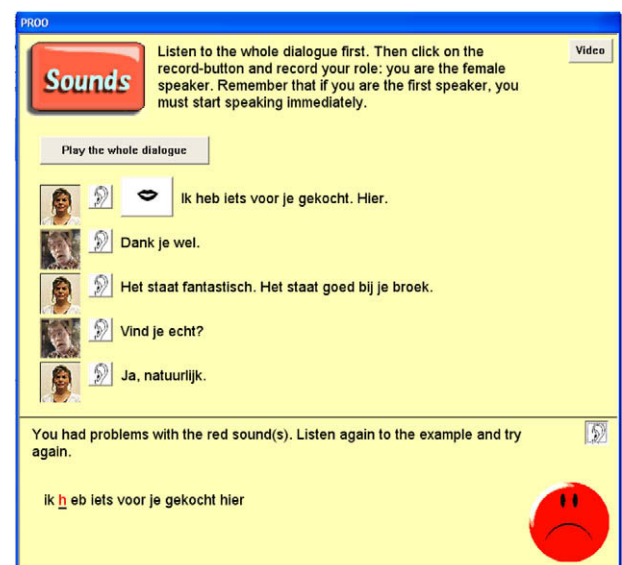 PROO
Sounds
Listen to the whole dialogue first. Then click on the
record-button and record your role: you are the female
speaker. Remember that if you are the first speaker, you
must start speaking immediately.
Video
Play the whole dialogue
Ik heb iets voor je gekocht. Hier.
Dank je wel.
Het staat fantastisch. Het staat goed bij je broek.
Vind je echt?
Ja, natuurlijk.
You had problems with the red sound(s). Listen again to the example and try
again.
ik h eb iets voor je gekocht hier